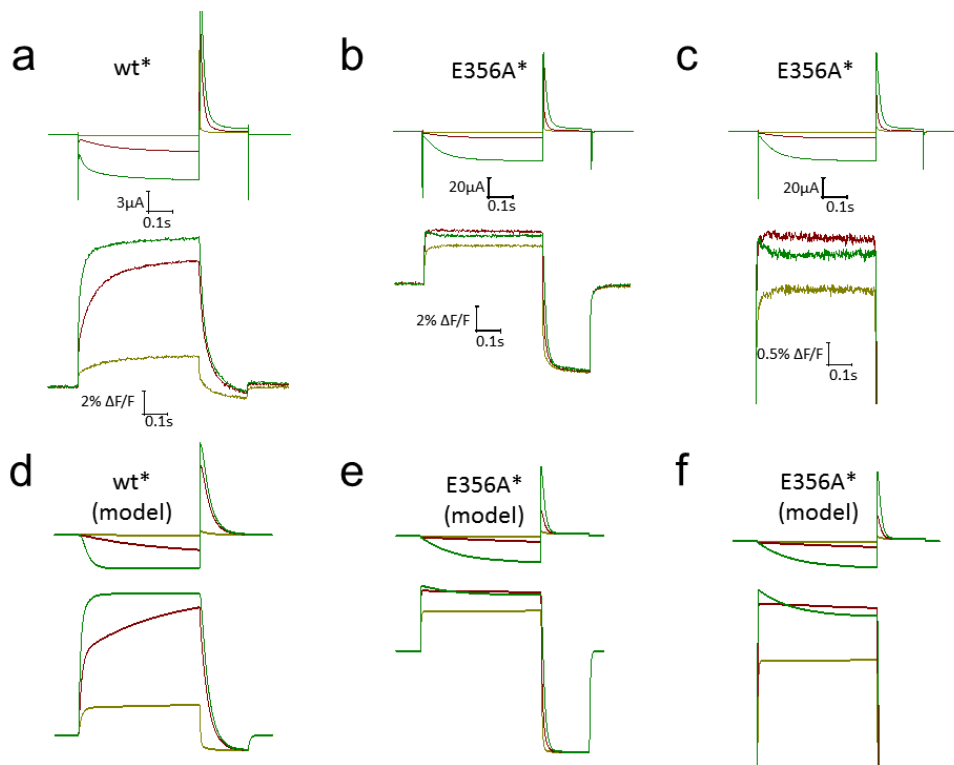 a
wt*
3µA
0.1s
2% ΔF/F
0.1s
b
E356A*
20µA
0.1s
2% ΔF/F
0.1s
c
E356A*
20µA
0.1s
0.5% ΔF/F
0.1s
d
wt*
(model)
e
E356A*
(model)
f
E356A*
(model)